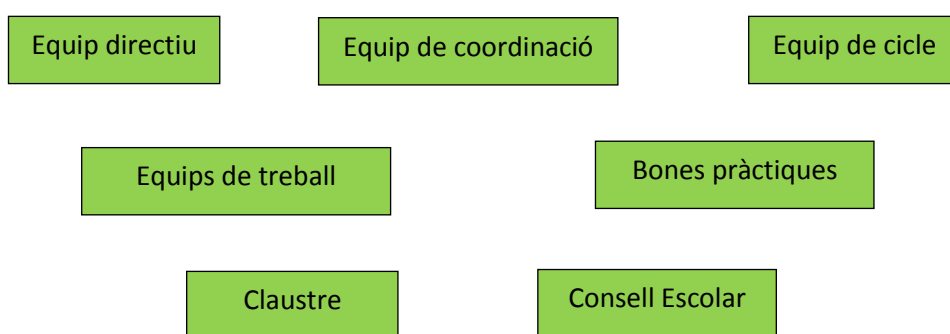 Equip directiu
Equip de coordinació
Equip de cicle
Equips de treball
Bones pràctiques
Claustre
Consell Escolar